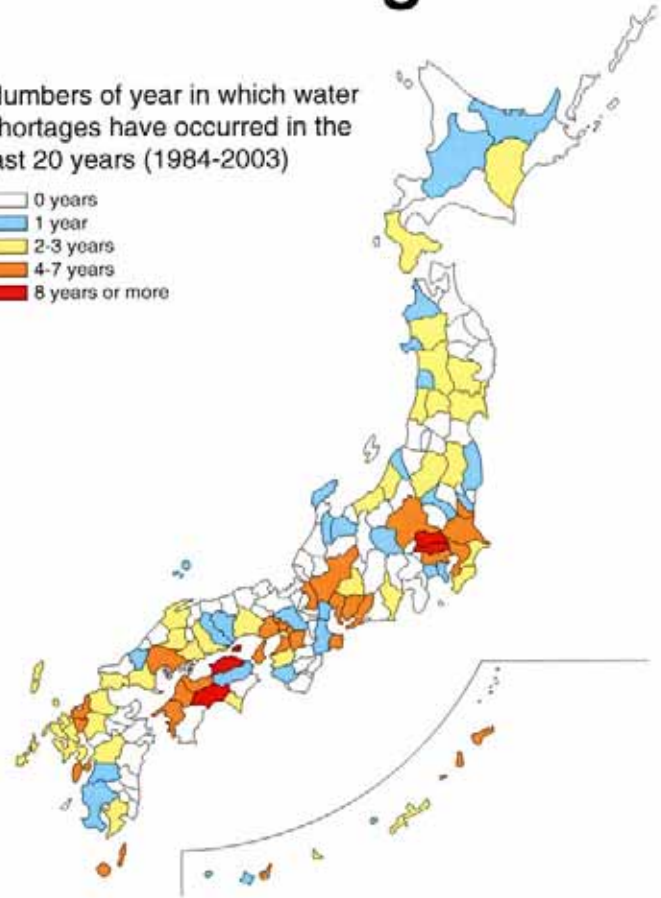 Numbers of year in which water
hortages have occurred in the
ast 20 years (1984-2003)
0 years
1 year
2-3 years
4-7 years
8 years or more